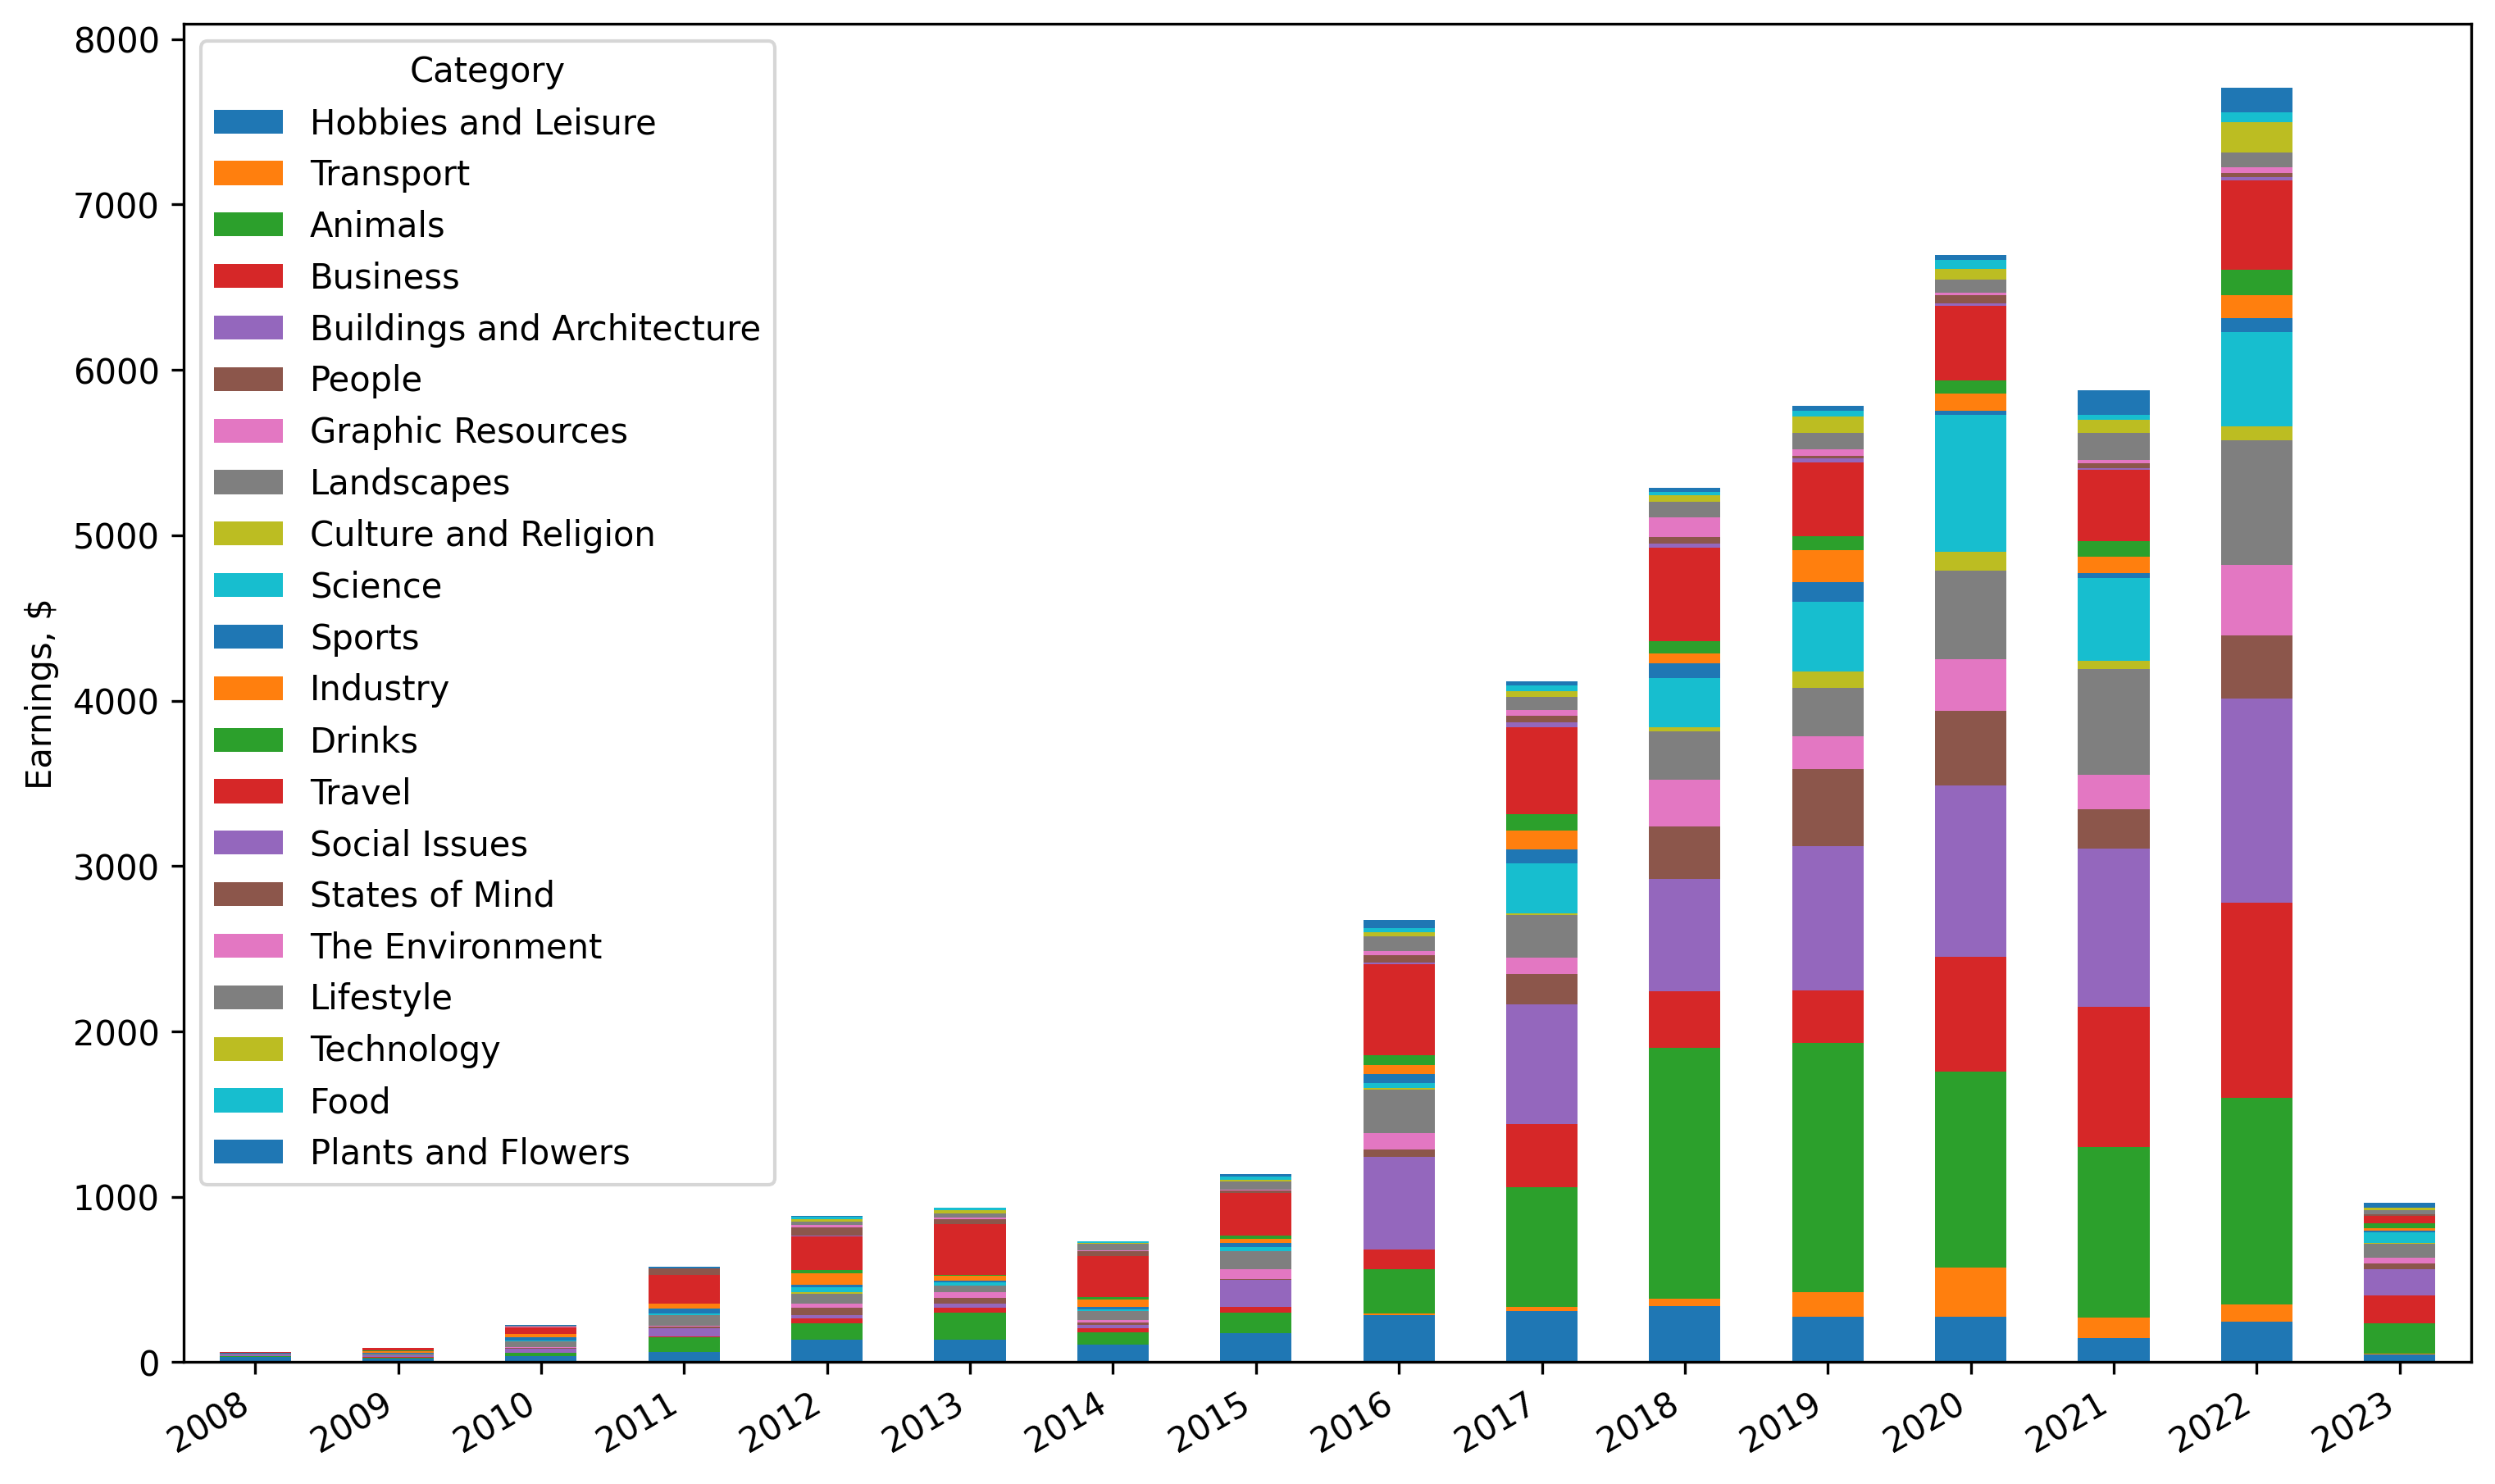 8000
7000
6000
5000
4000
3000
2000
1000
0
Earnings, $
Category
Hobbies and Leisure
Transport
Animals
Business
Buildings and Architecture
People
Graphic Resources
Landscapes
Culture and Religion
Science
Sports
Industry
Drinks
Travel
Social Issues
States of Mind
The Environment
Lifestyle
Technology
Food
Plants and Flowers
2008
2009
2010
2011
2012
2013
2014
2015
2016
2017
2018
2019
2020
2021
2022
2023